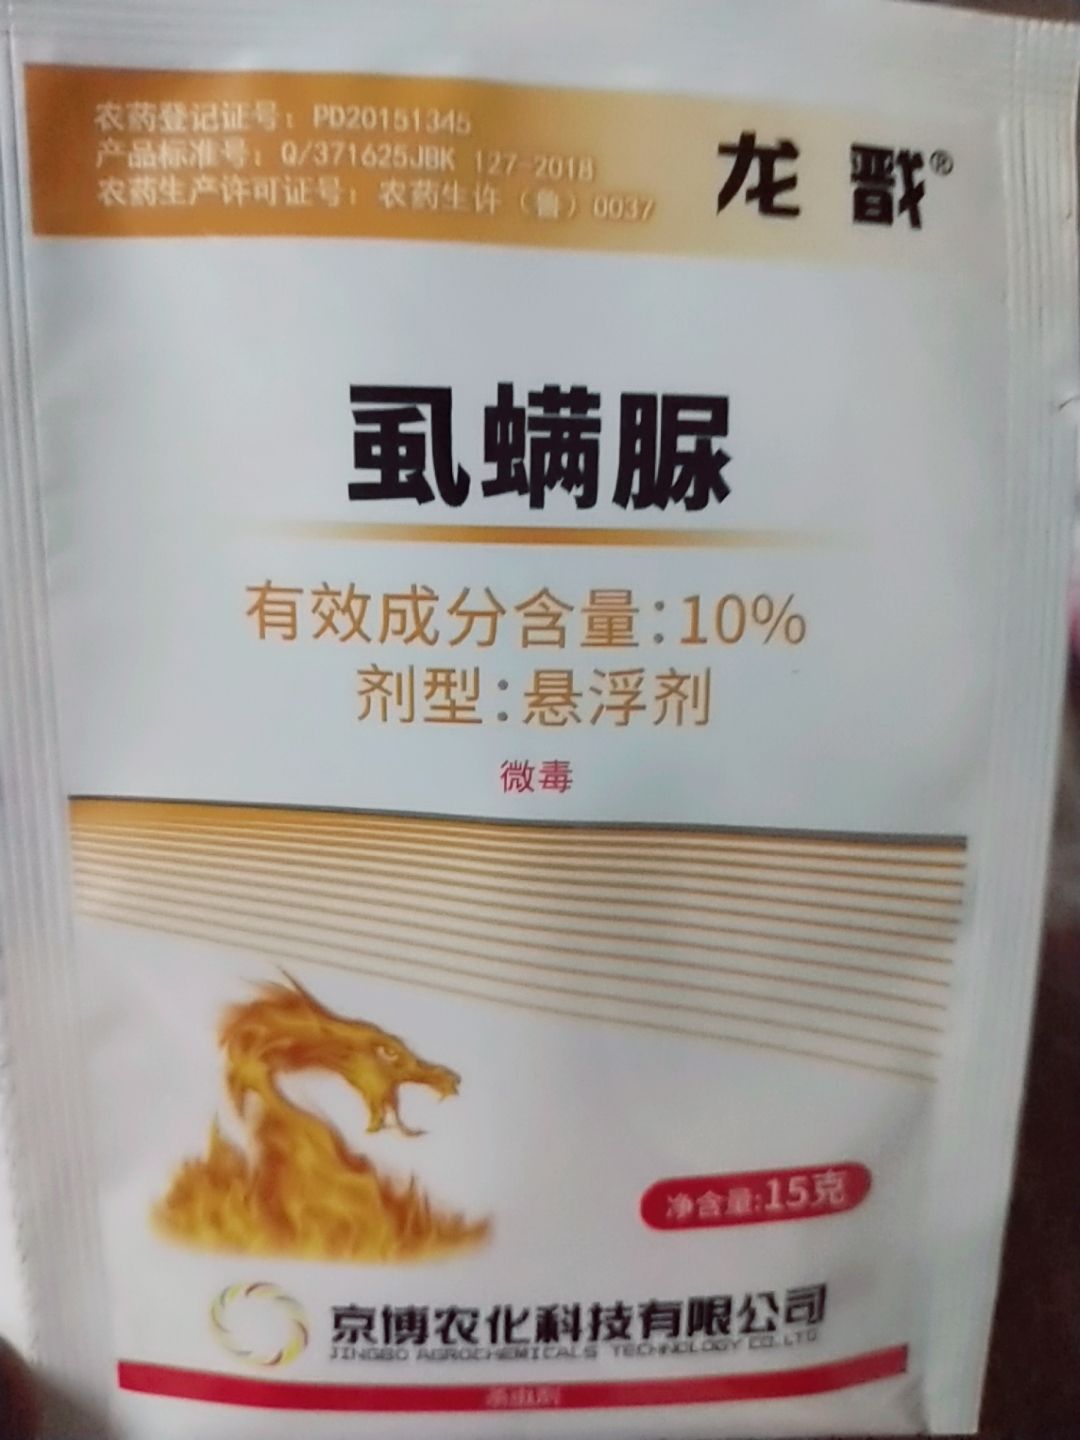 农药登记证号：PD20151345
产品标准号：Q/371625JBK 127-2018
农药生产许可证号：农药生许（鲁）0037
龙 戬®
虱螨脲
有效成分含量：10%
剂型：悬浮剂
微毒
净含量:15克
京博农化科技有限公司
JINGBO AGROCHEMICALS TECHNOLOGY CO.,LTD
杀虫剂